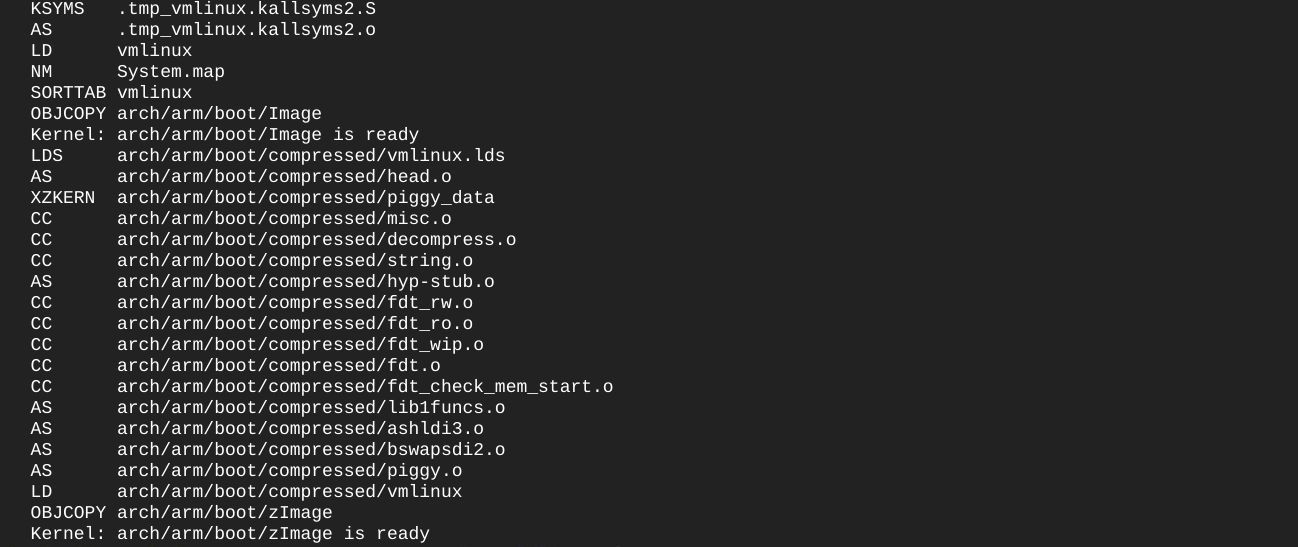 KSYMS   .tmp_vmlinux.kallsyms2.S
AS      .tmp_vmlinux.kallsyms2.o
LD      vmlinux
NM      System.map
SORTTAB vmlinux
OBJCOPY arch/arm/boot/Image
Kernel: arch/arm/boot/Image is ready
LDS     arch/arm/boot/compressed/vmlinux.lds
AS      arch/arm/boot/compressed/head.o
XZKERN  arch/arm/boot/compressed/piggy_data
CC      arch/arm/boot/compressed/misc.o
CC      arch/arm/boot/compressed/decompress.o
CC      arch/arm/boot/compressed/string.o
AS      arch/arm/boot/compressed/hyp-stub.o
CC      arch/arm/boot/compressed/fdt_rw.o
CC      arch/arm/boot/compressed/fdt_ro.o
CC      arch/arm/boot/compressed/fdt_wip.o
CC      arch/arm/boot/compressed/fdt.o
CC      arch/arm/boot/compressed/fdt_check_mem_start.o
AS      arch/arm/boot/compressed/lib1funcs.o
AS      arch/arm/boot/compressed/ashldi3.o
AS      arch/arm/boot/compressed/bswapsdi2.o
AS      arch/arm/boot/compressed/piggy.o
LD      arch/arm/boot/compressed/vmlinux
OBJCOPY arch/arm/boot/zImage
Kernel: arch/arm/boot/zImage is ready